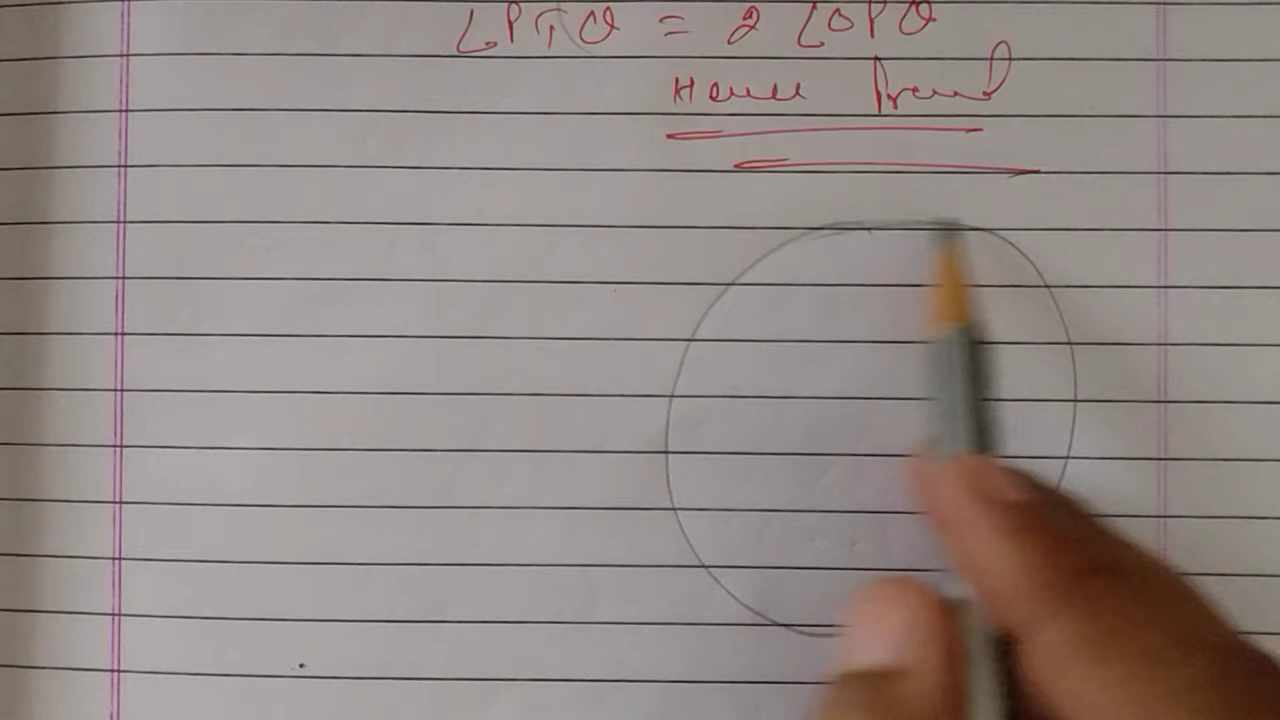 ∠PTQ = 2 ∠OPQ
Hence Proved